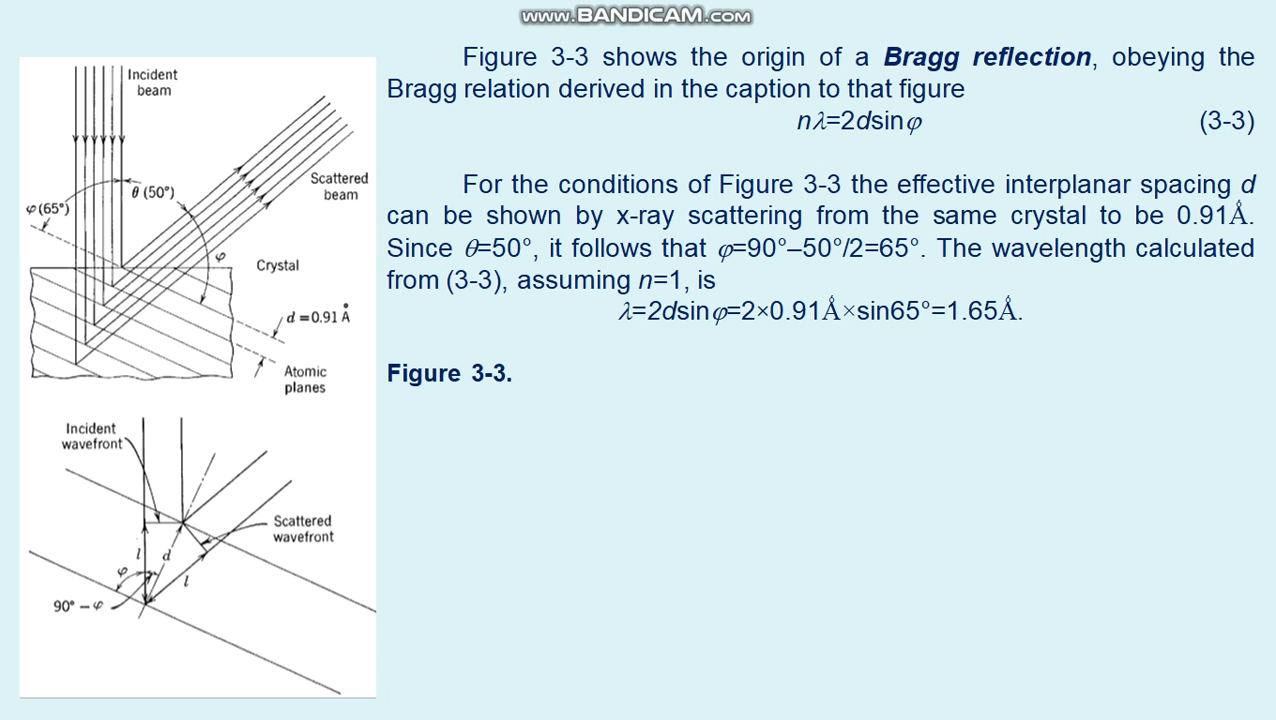 www.BANDICAM.com
Incident
beam
θ (50°)
φ (65°)
Scattered
beam
φ
Crystal
d = 0.91 Å
Atomic
planes
Incident
wavefront
Scattered
wavefront
l
d
φ
l
90° – φ
Figure 3-3 shows the origin of a Bragg reflection, obeying the
Bragg relation derived in the caption to that figure
nλ=2dsinφ (3-3)
For the conditions of Figure 3-3 the effective interplanar spacing d
can be shown by x-ray scattering from the same crystal to be 0.91Å.
Since θ=50°, it follows that φ=90°–50°/2=65°. The wavelength calculated
from (3-3), assuming n=1, is
λ=2dsinφ=2×0.91Å×sin65°=1.65Å.
Figure 3-3.